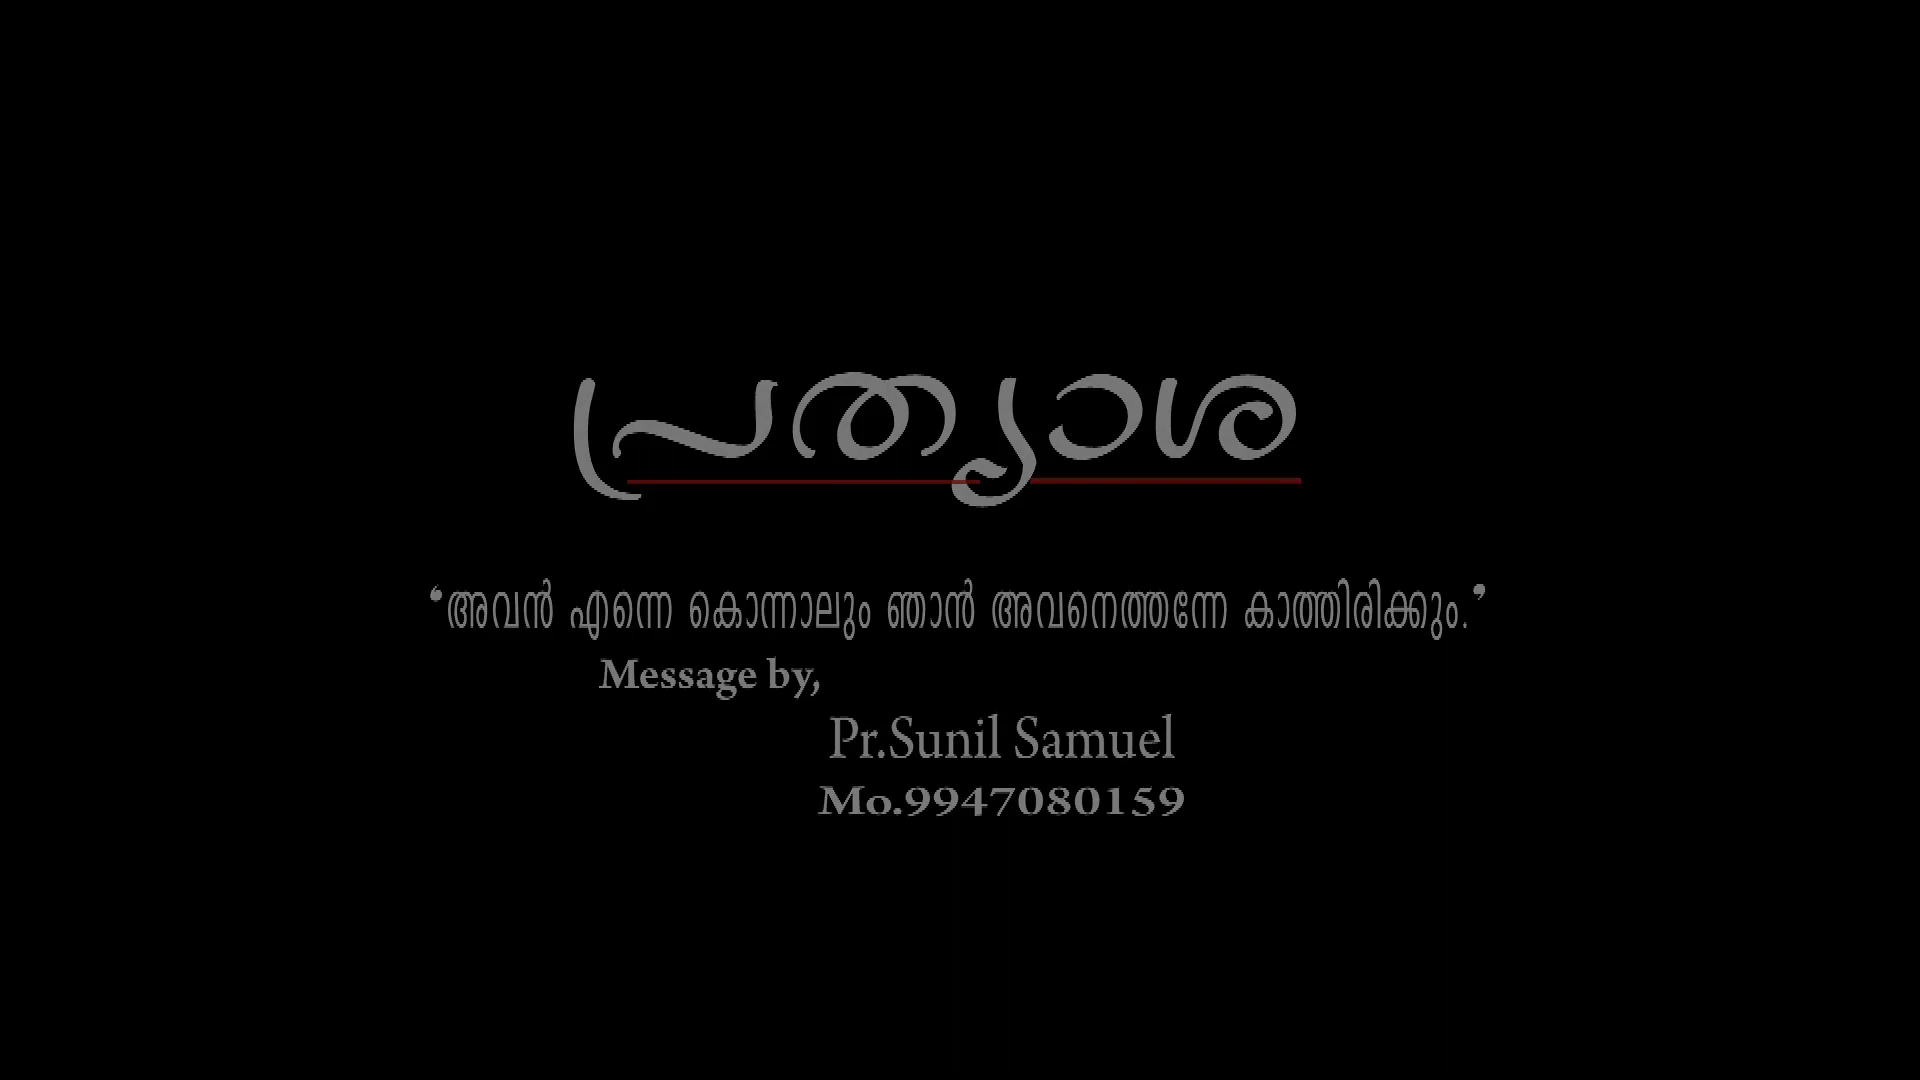 പ്രത്യാശ
‘അവൻ എന്നെ കൊന്നാലും ഞാൻ അവനെത്തന്നേ കാത്തിരിക്കും.’
Message by,
Pr.Sunil Samuel
Mo.9947080159